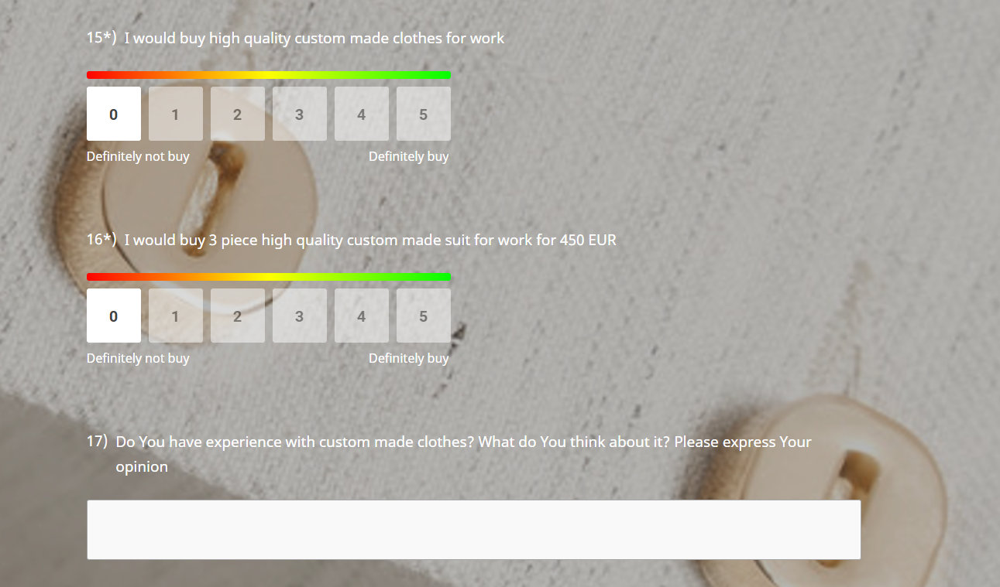 15*) I would buy high quality custom made clothes for work
0 1 2 3 4 5
Definitely not buy Definitely buy
16*) I would buy 3 piece high quality custom made suit for work for 450 EUR
0 1 2 3 4 5
Definitely not buy Definitely buy
17) Do You have experience with custom made clothes? What do You think about it? Please express Your
opinion